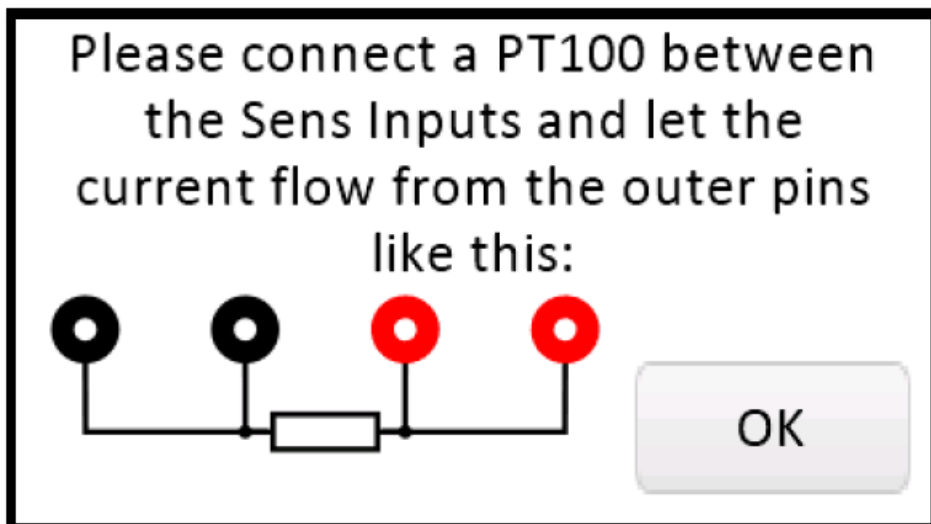 Please connect a PT100 between
the Sens Inputs and let the
current flow from the outer pins
like this:
OK